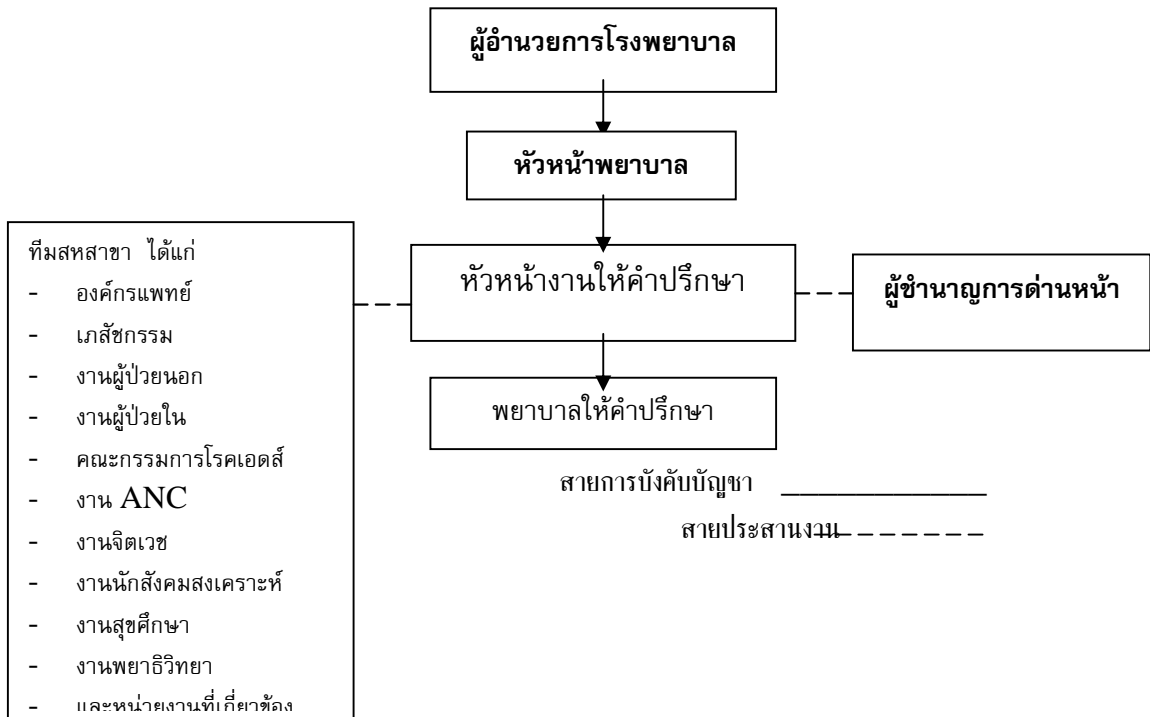 ผู้อำนวยการโรงพยาบาล
หัวหน้าพยาบาล
หัวหน้างานให้คำปรึกษา
ผู้ชำนาญการด่านหน้า
พยาบาลให้คำปรึกษา
ทีมสหสาขา ได้แก่
- องค์กรแพทย์
- เภสัชกรรม
- งานผู้ป่วยนอก
- งานผู้ป่วยใน
- คณะกรรมการโรคเอดส์
- งาน ANC
- งานจิตเวช
- งานนักสังคมสงเคราะห์
- งานสุขศึกษา
- งานพยาธิวิทยา
- และหน่วยงานที่เกี่ยวข้อง
สายการบังคับบัญชา
สายประสานงาน